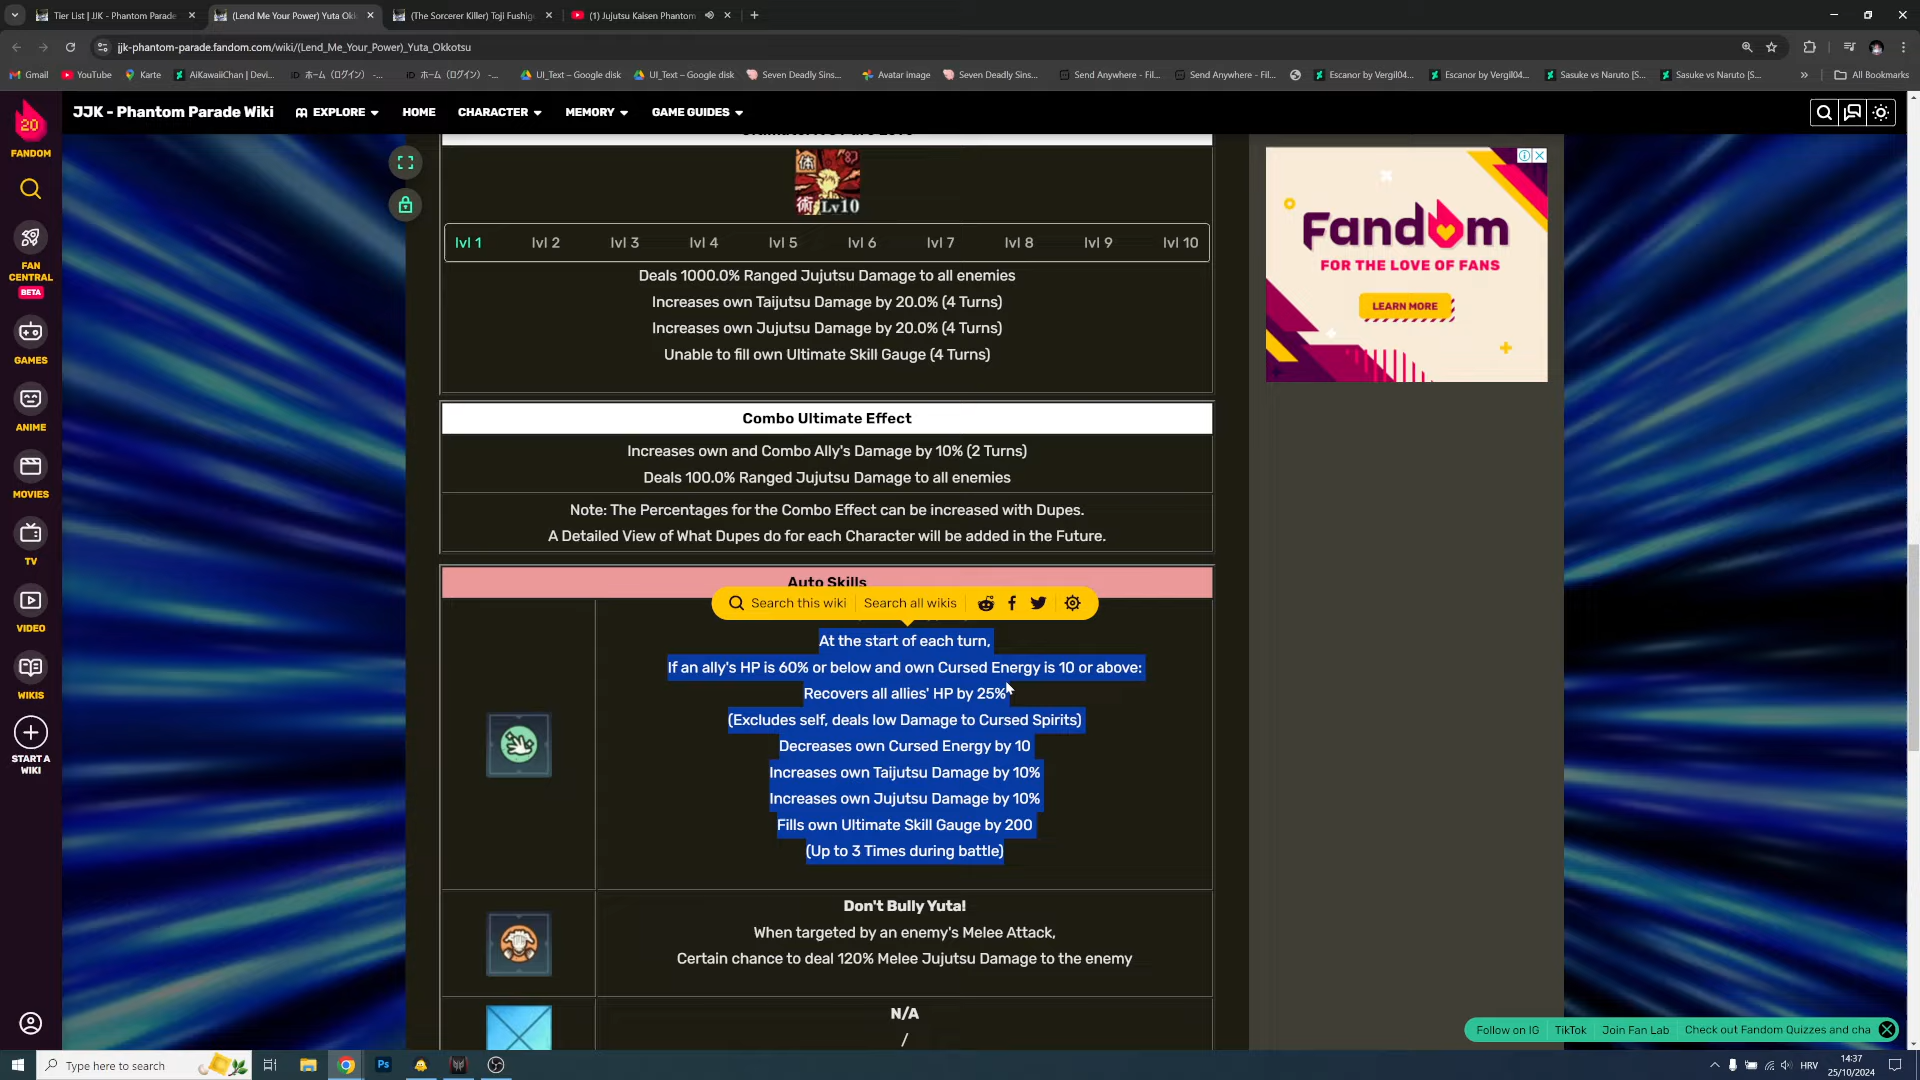 Tier List | JJK - Phantom Parade
(Lend Me Your Power) Yuta Okk
(The Sorcerer Killer) Toji Fushig
(1) Jujutsu Kaisen Phantom
jjk-phantom-parade.fandom.com/wiki/(Lend_Me_Your_Power)_Yuta_Okkotsu
Gmail
YouTube
Karte
AiKawaiiChan | Devi...
ホーム（ログイン） -...
ホーム（ログイン） -...
UI_Text – Google disk
UI_Text – Google disk
Seven Deadly Sins...
Avatar image
Seven Deadly Sins...
Send Anywhere - Fil...
Send Anywhere - Fil...
Escanor by Vergil04...
Escanor by Vergil04...
Sasuke vs Naruto [S...
Sasuke vs Naruto [S...
All Bookmarks
20
FANDOM
JJK - Phantom Parade Wiki
EXPLORE
HOME
CHARACTER
MEMORY
GAME GUIDES
FAN CENTRAL
BETA
GAMES
ANIME
MOVIES
TV
VIDEO
WIKIS
START A WIKI
体
術 Lv10
lvl 1 lvl 2 lvl 3 lvl 4 lvl 5 lvl 6 lvl 7 lvl 8 lvl 9 lvl 10
Deals 1000.0% Ranged Jujutsu Damage to all enemies
Increases own Taijutsu Damage by 20.0% (4 Turns)
Increases own Jujutsu Damage by 20.0% (4 Turns)
Unable to fill own Ultimate Skill Gauge (4 Turns)
Combo Ultimate Effect
Increases own and Combo Ally's Damage by 10% (2 Turns)
Deals 100.0% Ranged Jujutsu Damage to all enemies
Note: The Percentages for the Combo Effect can be increased with Dupes.
A Detailed View of What Dupes do for each Character will be added in the Future.
Auto Skills
Search this wiki
Search all wikis
At the start of each turn,
If an ally's HP is 60% or below and own Cursed Energy is 10 or above:
Recovers all allies' HP by 25%
(Excludes self, deals low Damage to Cursed Spirits)
Decreases own Cursed Energy by 10
Increases own Taijutsu Damage by 10%
Increases own Jujutsu Damage by 10%
Fills own Ultimate Skill Gauge by 200
(Up to 3 Times during battle)
Don't Bully Yuta!
When targeted by an enemy's Melee Attack,
Certain chance to deal 120% Melee Jujutsu Damage to the enemy
N/A
/
Fandom
FOR THE LOVE OF FANS
LEARN MORE
Follow on IG
TikTok
Join Fan Lab
Check out Fandom Quizzes and cha
Type here to search
Ps
HRV
14:37
25/10/2024